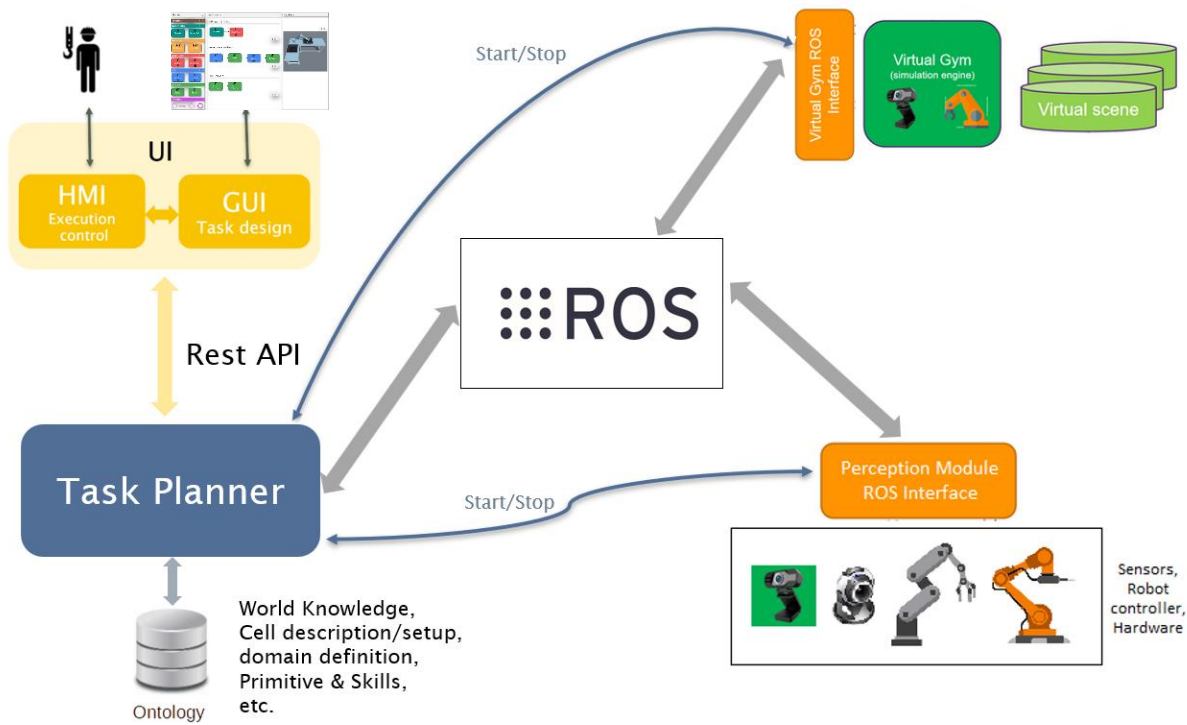 Start/Stop
Virtual Gym ROS
Interface
Virtual Gym
(simulation engine)
Virtual scene
UI
HMI
Execution
control
GUI
Task design
ROS
Rest API
Task Planner
Start/Stop
Perception Module
ROS Interface
Sensors,
Robot
controller,
Hardware
World Knowledge,
Cell description/setup,
domain definition,
Primitive & Skills,
etc.
Ontology